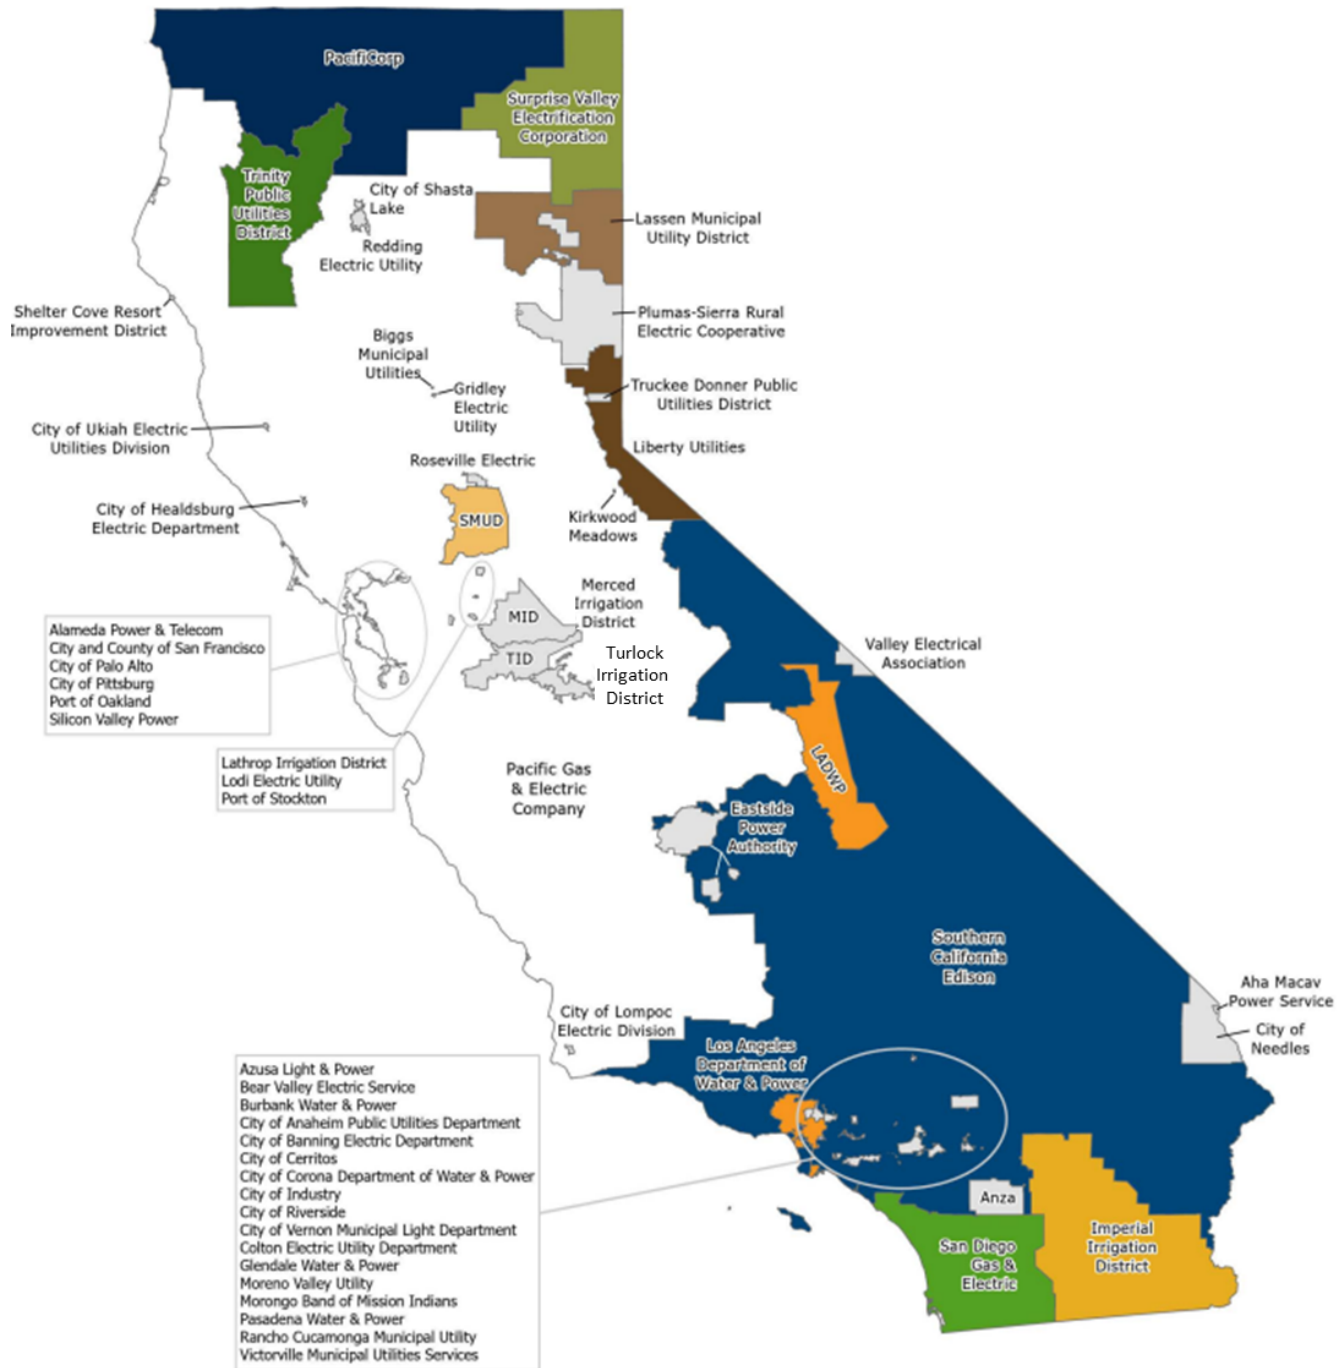 PacifiCorp
Surprise Valley
Electrification
Corporation
Trinity
Public
Utilities
District
City of Shasta
Lake
Redding
Electric Utility
Lassen Municipal
Utility District
Shelter Cove Resort
Improvement District
Plumas-Sierra Rural
Electric Cooperative
Biggs
Municipal
Utilities
Gridley
Electric
Utility
Truckee Donner Public
Utilities District
City of Ukiah Electric
Utilities Division
Liberty Utilities
Roseville Electric
SMUD
City of Healdsburg
Electric Department
Kirkwood
Meadows
Merced
Irrigation
District
MID
TID
Turlock
Irrigation
District
Alameda Power & Telecom
City and County of San Francisco
City of Palo Alto
City of Pittsburg
Port of Oakland
Silicon Valley Power
Valley Electrical
Association
Lathrop Irrigation District
Lodi Electric Utility
Port of Stockton
Pacific Gas
& Electric
Company
LADWP
Eastside
Power
Authority
Southern
California
Edison
Aha Macav
Power Service
City of
Needles
City of Lompoc
Electric Division
Los Angeles
Department of
Water & Power
Azusa Light & Power
Bear Valley Electric Service
Burbank Water & Power
City of Anaheim Public Utilities Department
City of Banning Electric Department
City of Cerritos
City of Corona Department of Water & Power
City of Industry
City of Riverside
City of Vernon Municipal Light Department
Colton Electric Utility Department
Glendale Water & Power
Moreno Valley Utility
Morongo Band of Mission Indians
Pasadena Water & Power
Rancho Cucamonga Municipal Utility
Victorville Municipal Utilities Services
Anza
San Diego
Gas &
Electric
Imperial
Irrigation
District